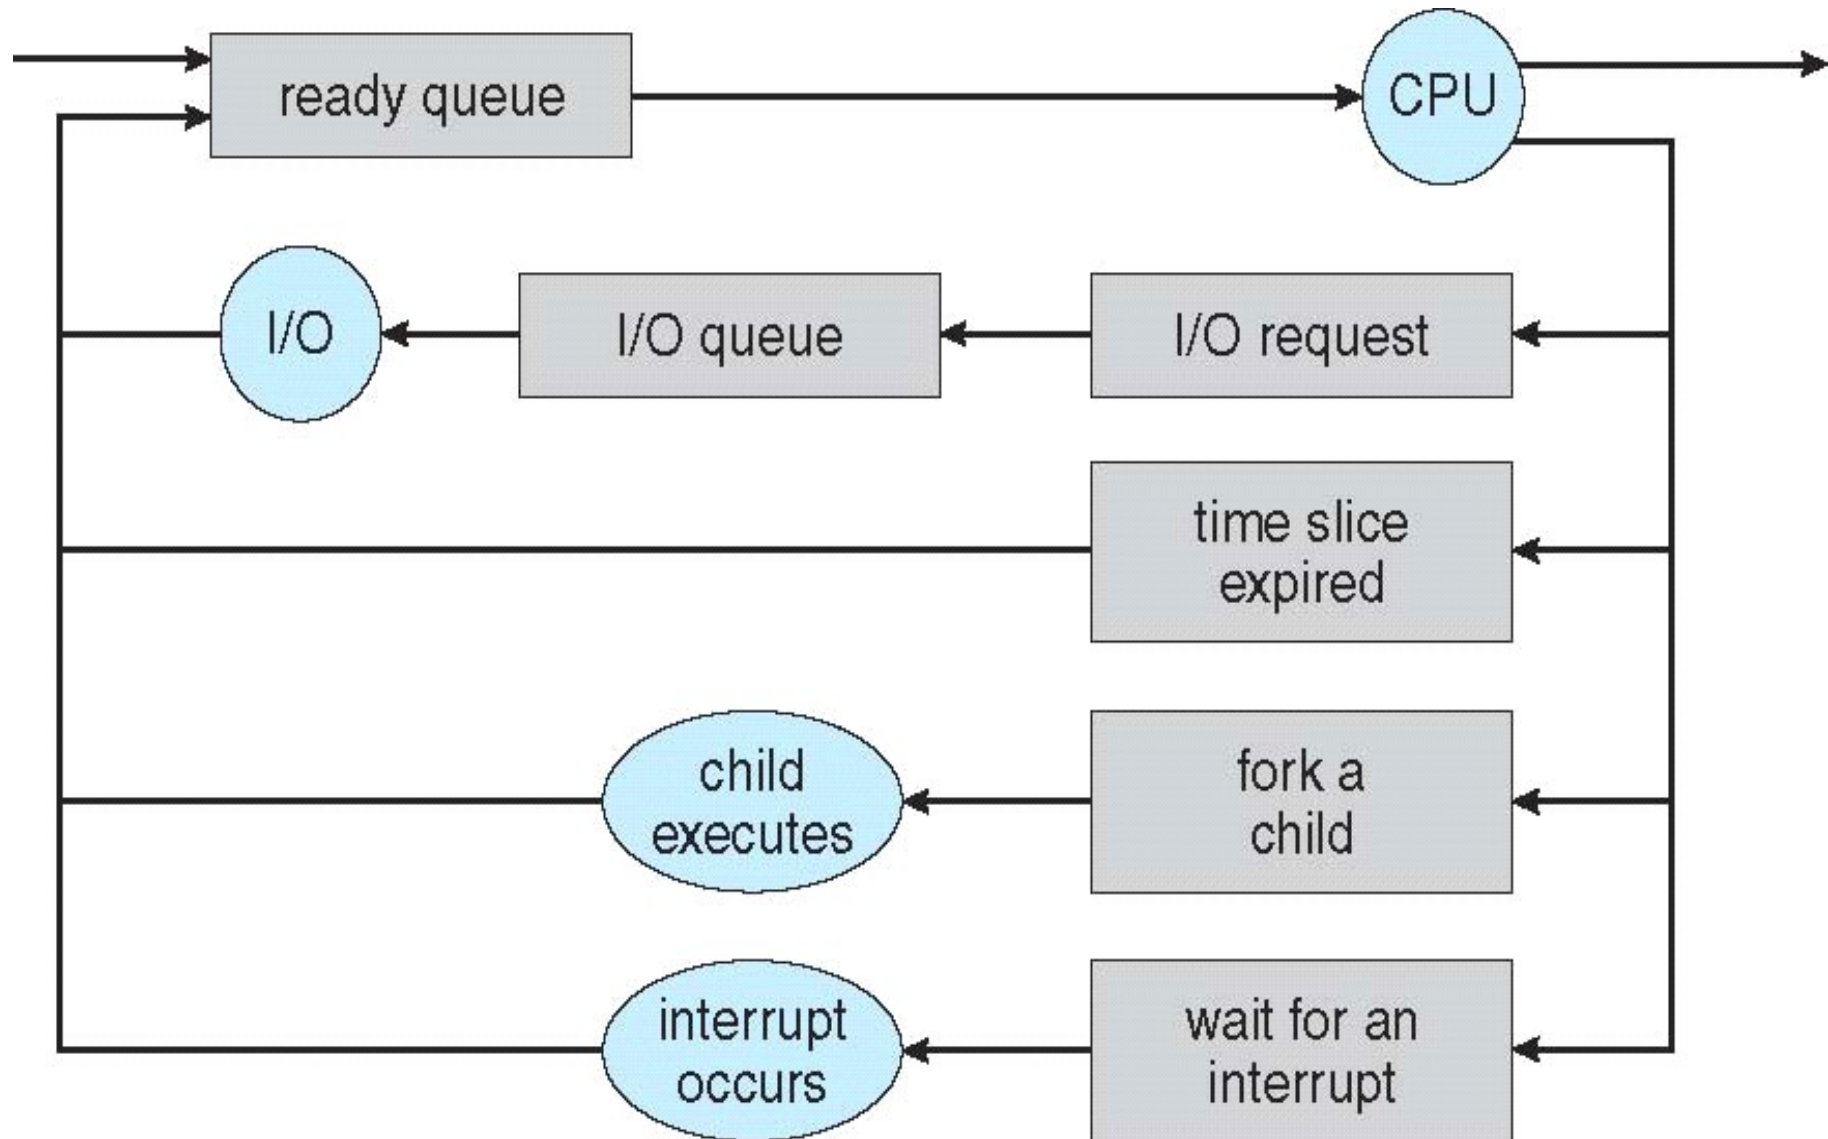 ready queue
CPU
I/O
I/O queue
I/O request
time slice
expired
child
executes
fork a
child
interrupt
occurs
wait for an
interrupt